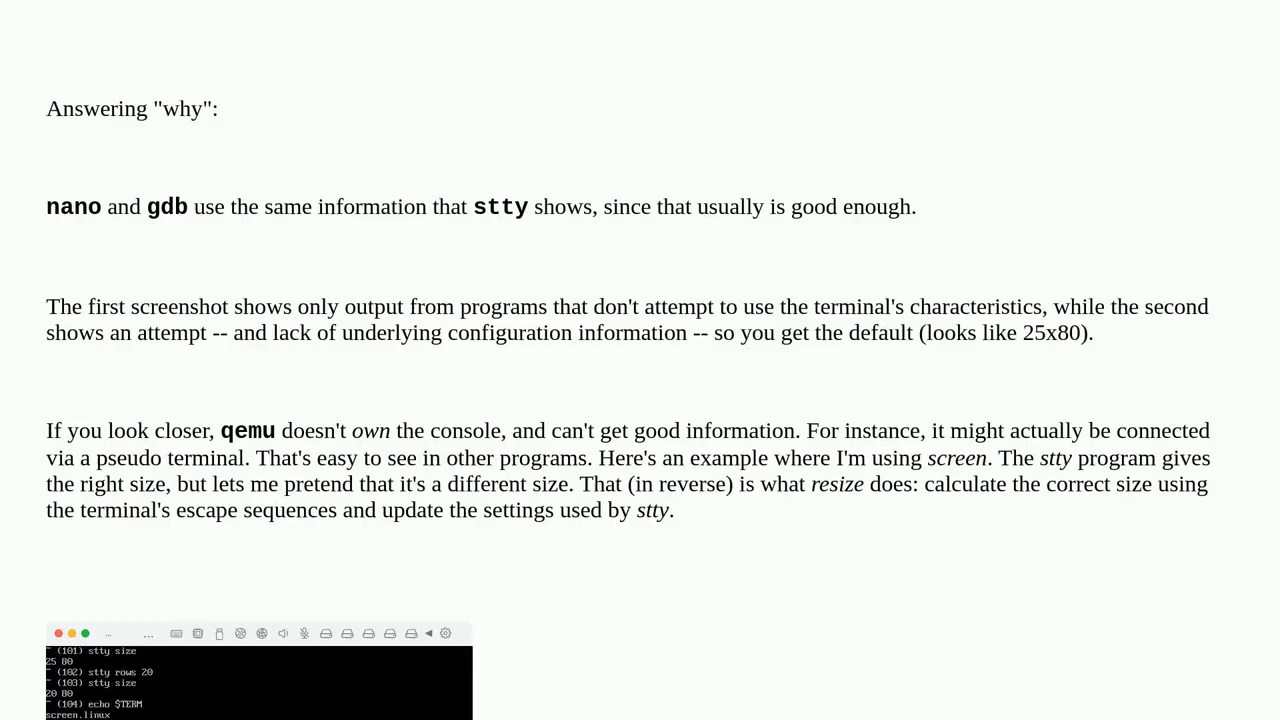 Answering "why":
nano and gdb use the same information that stty shows, since that usually is good enough.
The first screenshot shows only output from programs that don't attempt to use the terminal's characteristics, while the second
shows an attempt -- and lack of underlying configuration information -- so you get the default (looks like 25x80).
If you look closer, qemu doesn't own the console, and can't get good information. For instance, it might actually be connected
via a pseudo terminal. That's easy to see in other programs. Here's an example where I'm using screen. The stty program gives
the right size, but lets me pretend that it's a different size. That (in reverse) is what resize does: calculate the correct size using
the terminal's escape sequences and update the settings used by stty.
~ (101) stty size
25 80
~ (102) stty rows 20
~ (103) stty size
20 80
~ (104) echo $TERM
screen.linux